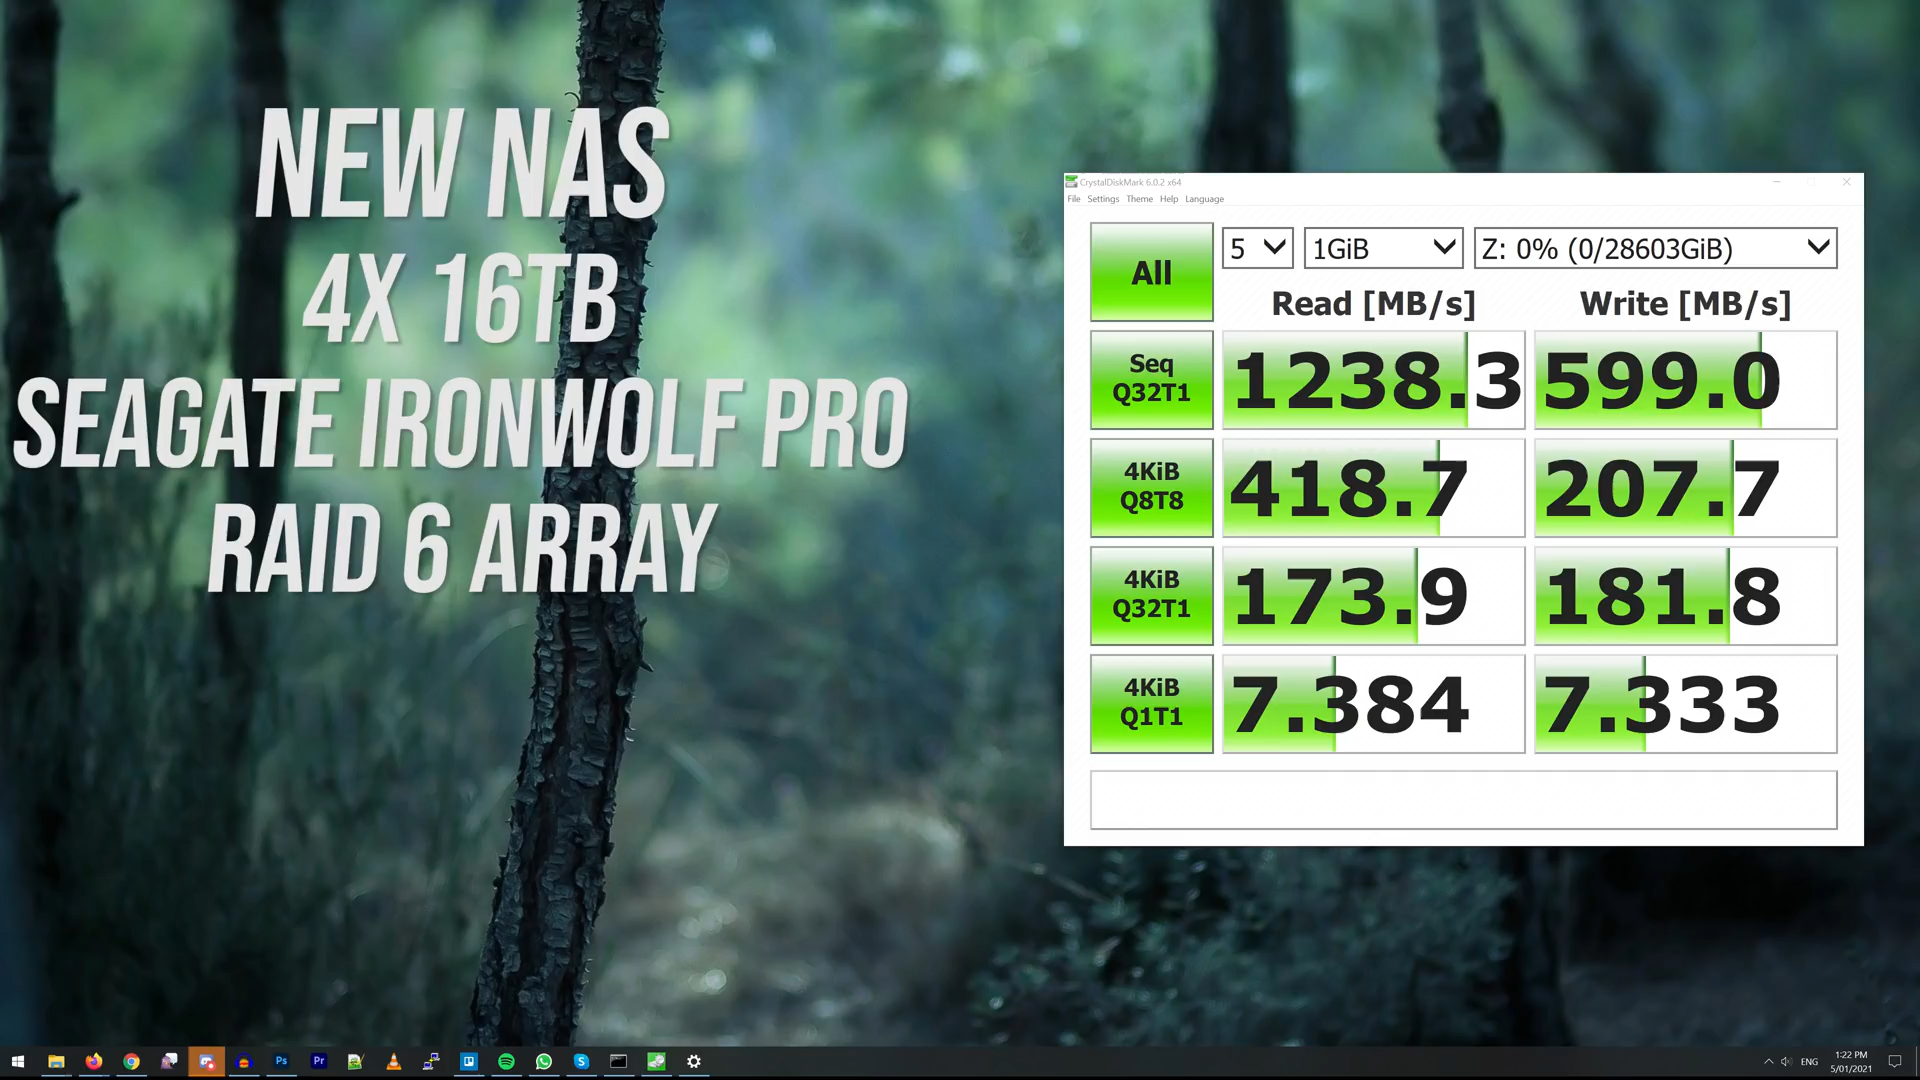 NEW NAS
4X 16TB
SEAGATE IRONWOLF PRO
RAID 6 ARRAY
CrystalDiskMark 6.0.2 x64
File Settings Theme Help Language
All
5 1GiB Z: 0% (0/28603GiB)
Read [MB/s] Write [MB/s]
Seq
Q32T1
1238.3 599.0
4KiB
Q8T8
418.7 207.7
4KiB
Q32T1
173.9 181.8
4KiB
Q1T1
7.384 7.333
Ps Pr
ENG
1:22 PM
5/01/2021